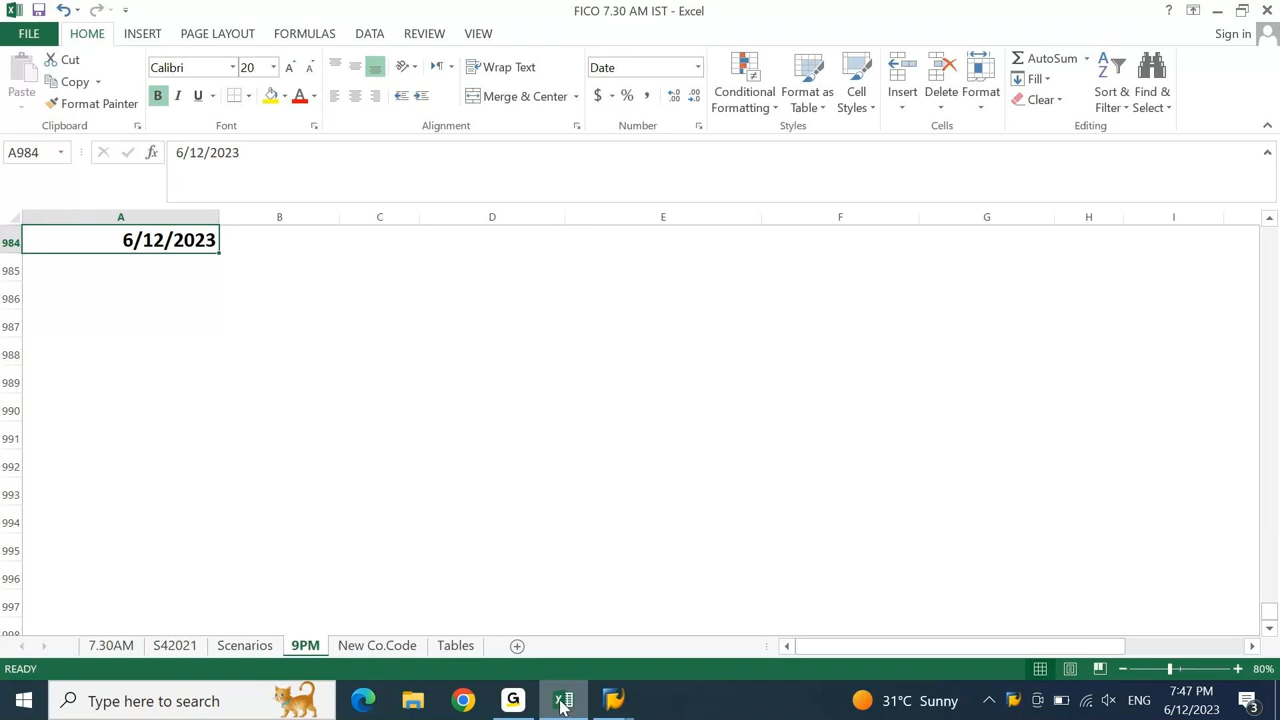 FICO 7.30 AM IST - Excel
?
FILE HOME INSERT PAGE LAYOUT FORMULAS DATA REVIEW VIEW Sign in
Paste Cut Copy Format Painter
Clipboard
Calibri 20
B I U A
Font
Wrap Text
Merge & Center
Alignment
Date
$ % ,
Number
Conditional Formatting Format as Table Cell Styles
Styles
Insert Delete Format
Cells
AutoSum Fill Clear
Sort & Filter Find & Select
Editing
A984 fx 6/12/2023
A B C D E F G H I
984 6/12/2023
985
986
987
988
989
990
991
992
993
994
995
996
997
998
7.30AM S42021 Scenarios 9PM New Co.Code Tables
READY 80%
Type here to search 31°C Sunny ENG 7:47 PM
6/12/2023 3